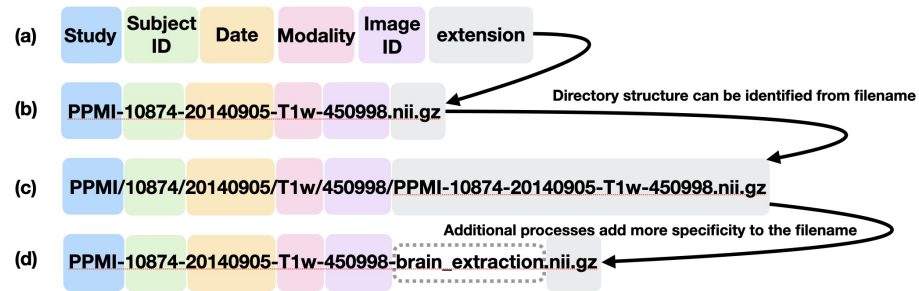 (a) Study Subject ID Date Modality Image ID extension
(b) PPMI-10874-20140905-T1w-450998.nii.gz
Directory structure can be identified from filename
(c) PPMI/10874/20140905/T1w/450998/PPMI-10874-20140905-T1w-450998.nii.gz
Additional processes add more specificity to the filename
(d) PPMI-10874-20140905-T1w-450998-brain_extraction.nii.gz